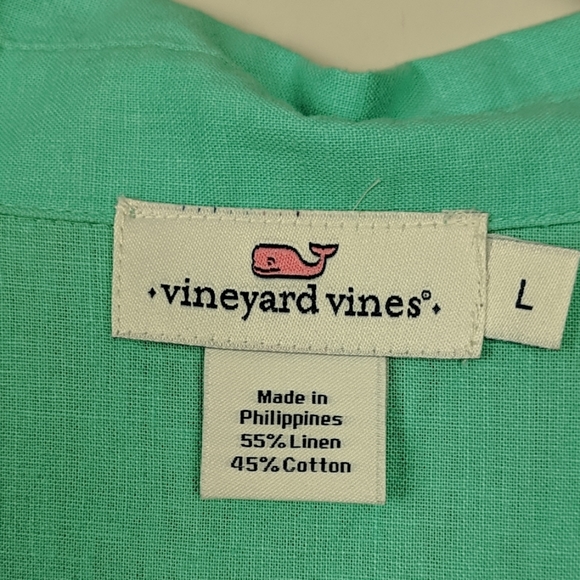 vineyard vines®
L
Made in
Philippines
55% Linen
45% Cotton